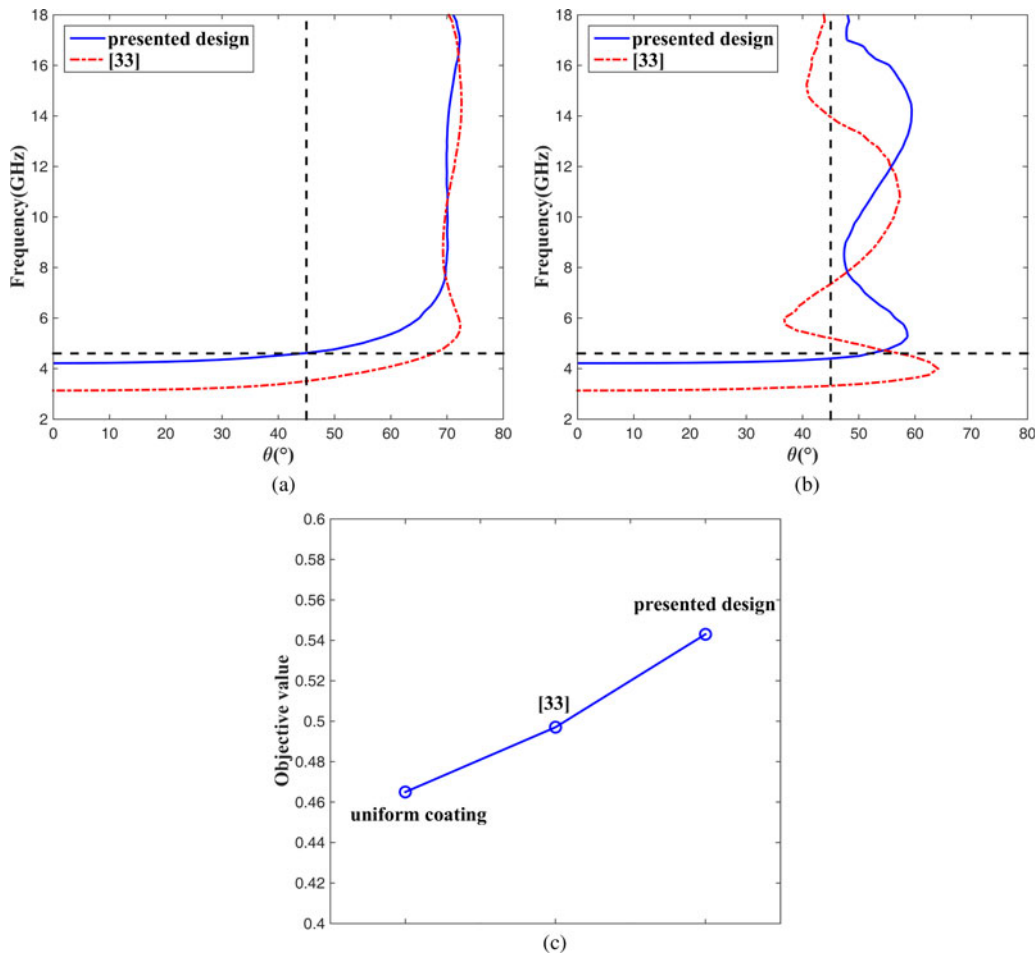 18
16
14
12
10
8
6
4
2
Frequency(GHz)
presented design
[33]
0 10 20 30 40 50 60 70 80
θ(°)
(a)
18
16
14
12
10
8
6
4
2
Frequency(GHz)
presented design
[33]
0 10 20 30 40 50 60 70 80
θ(°)
(b)
0.6
0.58
0.56
0.54
0.52
0.5
0.48
0.46
0.44
0.42
0.4
Objective value
presented design
[33]
uniform coating
(c)